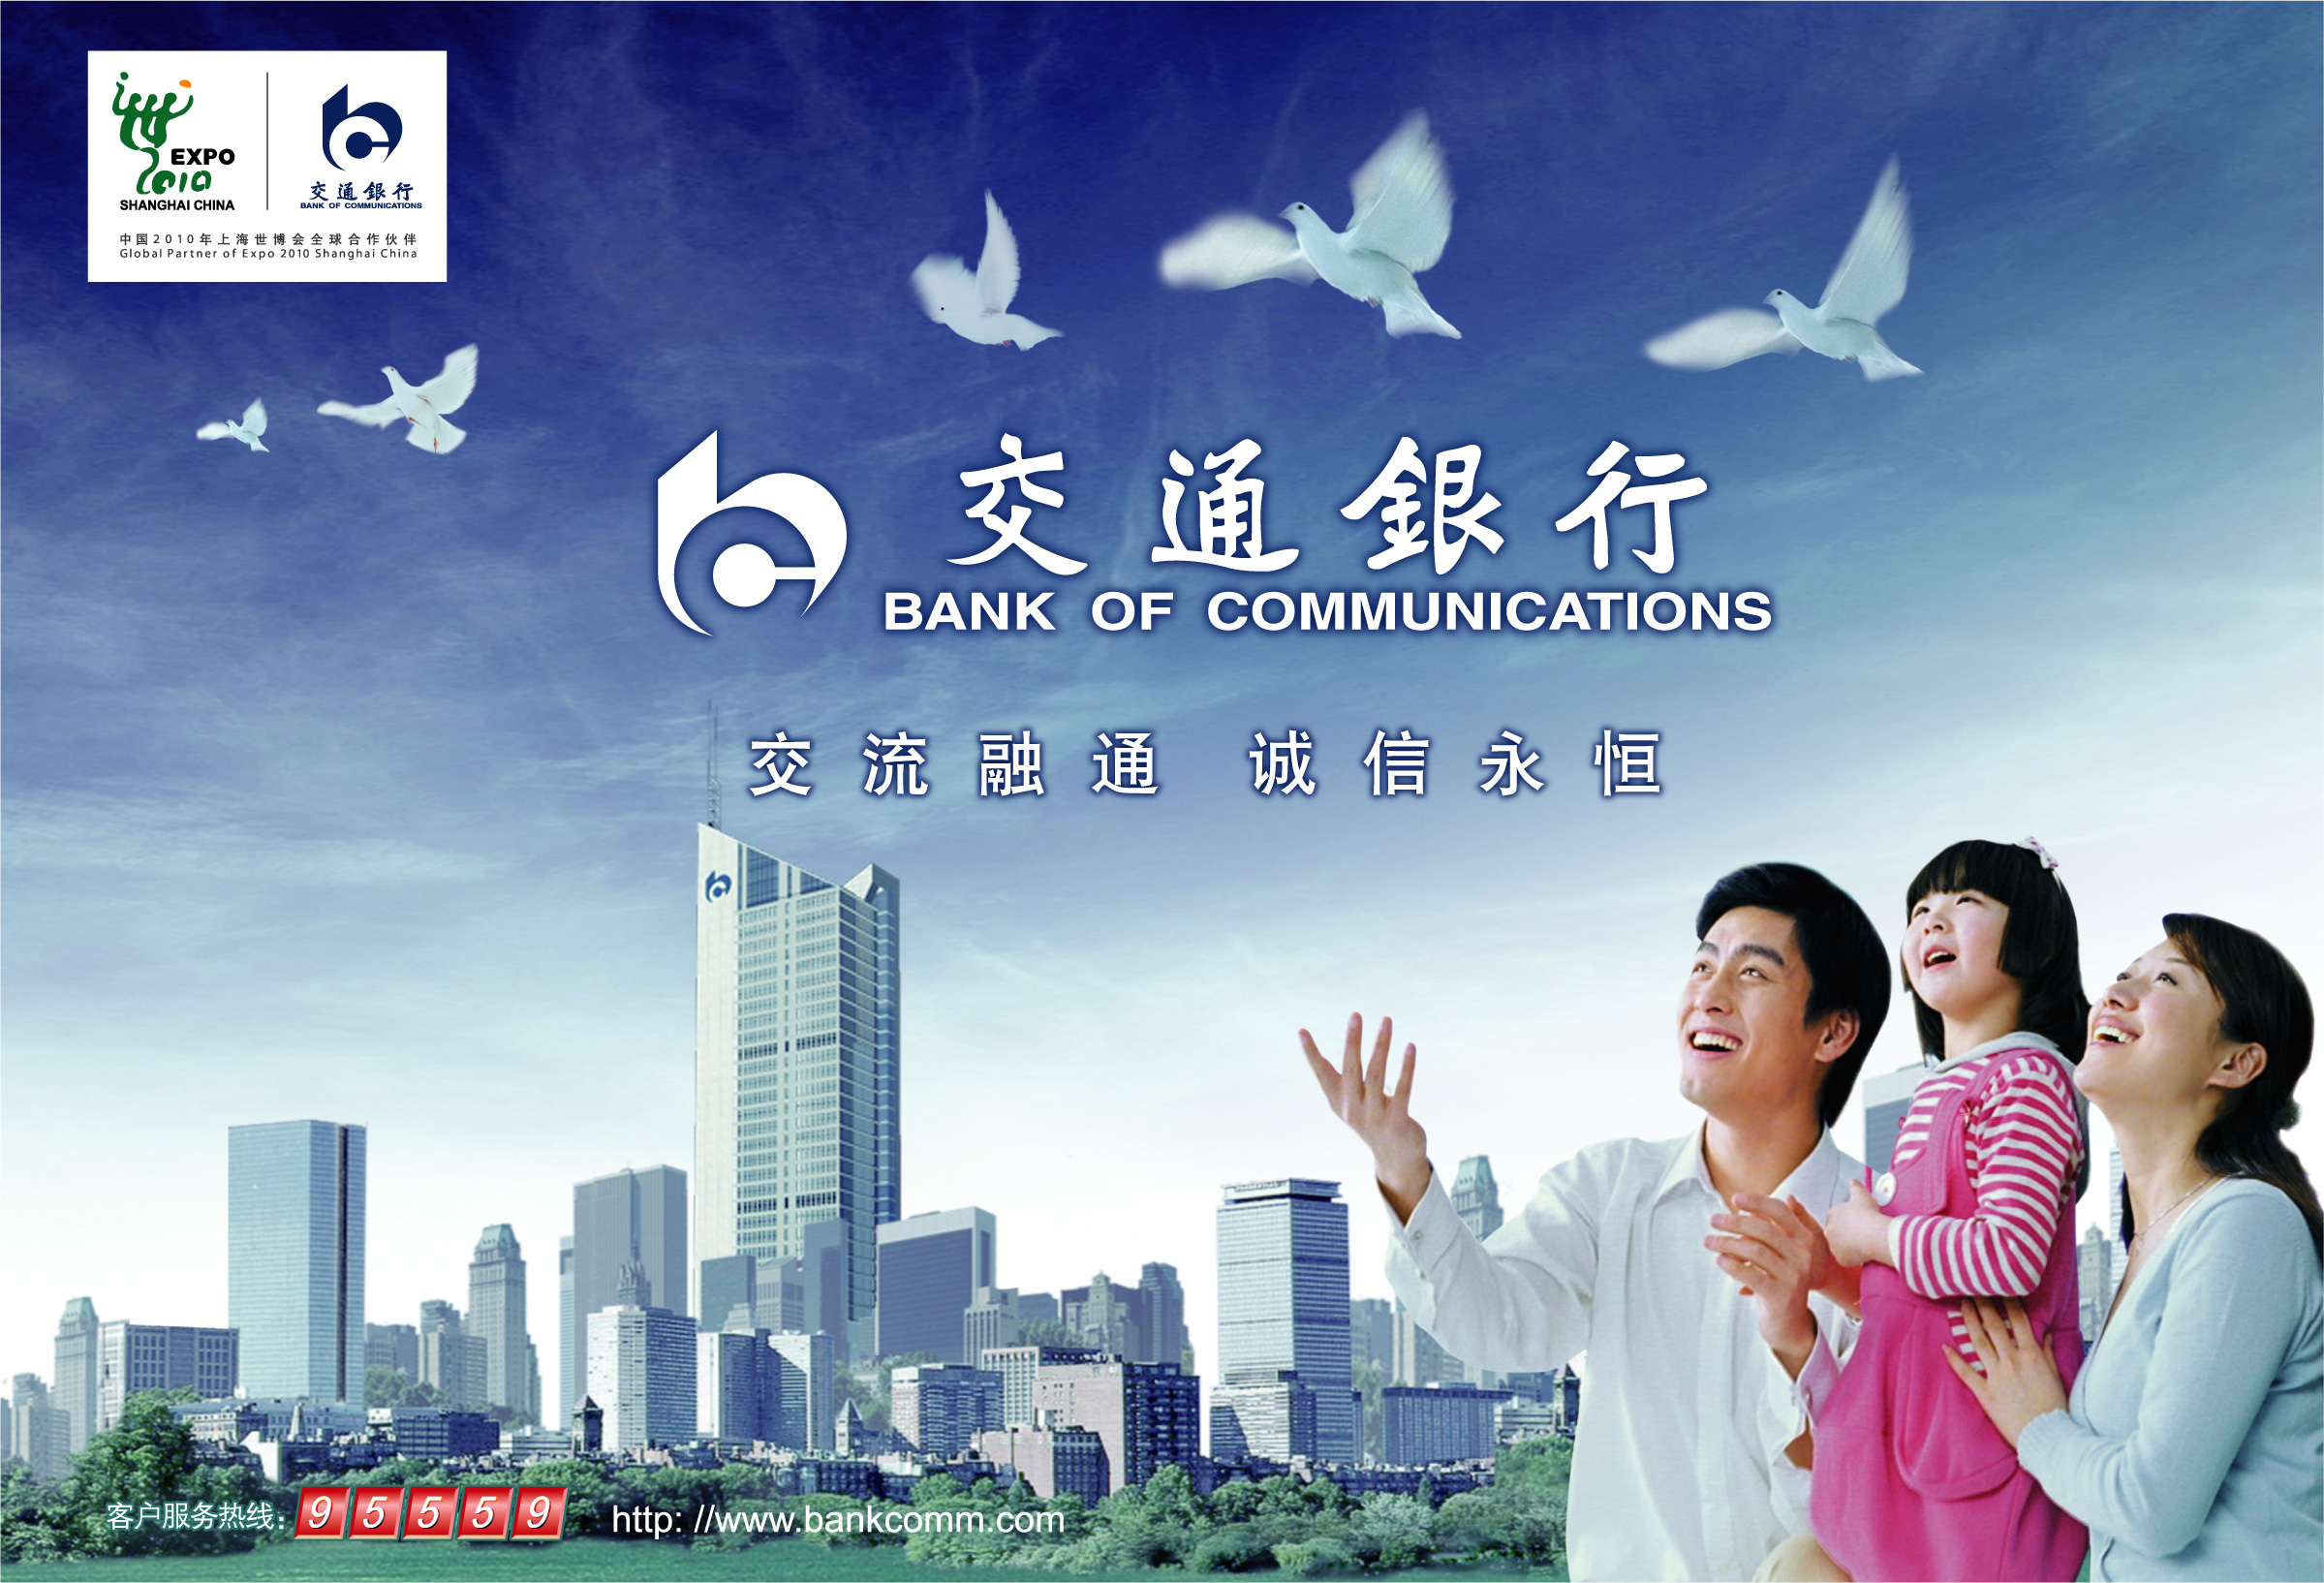 EXPO
2010
SHANGHAI CHINA
交通銀行
BANK OF COMMUNICATIONS
中国2010年上海世博会全球合作伙伴
Global Partner of Expo 2010 Shanghai China
交通銀行
BANK OF COMMUNICATIONS
交流融通 诚信永恒
客户服务热线: 95559 http: //www.bankcomm.com